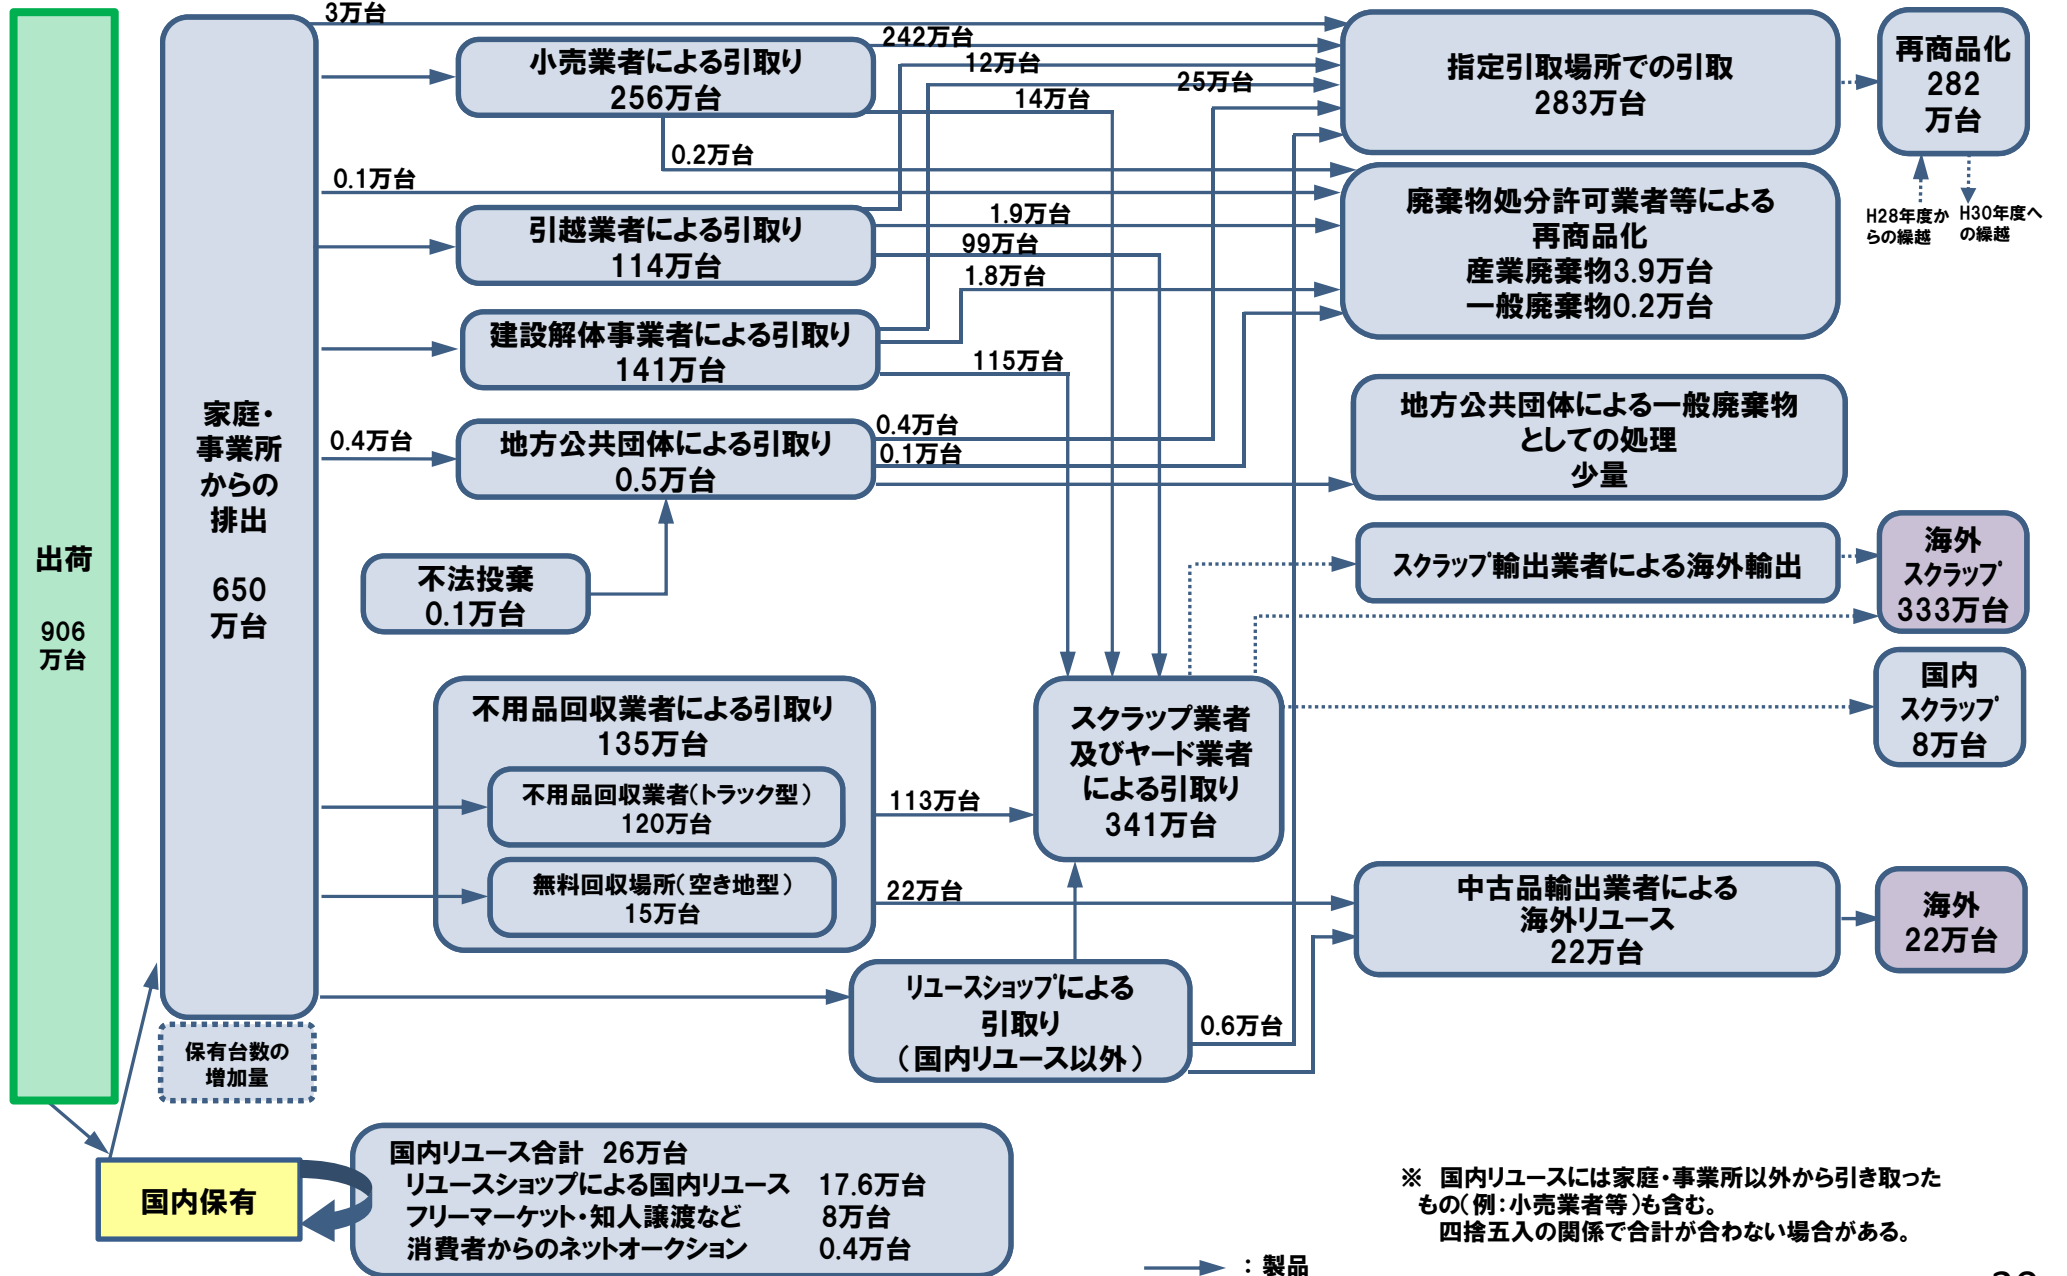 出荷
906
万台
家庭・
事業所
からの
排出
650
万台
保有台数の
増加量
国内保有
3万台
小売業者による引取り
256万台
242万台
12万台
14万台
25万台
0.2万台
0.1万台
引越業者による引取り
114万台
1.9万台
99万台
1.8万台
建設解体事業者による引取り
141万台
115万台
0.4万台
地方公共団体による引取り
0.5万台
0.4万台
0.1万台
不法投棄
0.1万台
不用品回収業者による引取り
135万台
不用品回収業者(トラック型)
120万台
無料回収場所(空き地型)
15万台
113万台
22万台
スクラップ業者
及びヤード業者
による引取り
341万台
リユースショップによる
引取り
(国内リユース以外)
0.6万台
指定引取場所での引取
283万台
再商品化
282
万台
H28年度か
らの繰越
H30年度へ
の繰越
廃棄物処分許可業者等による
再商品化
産業廃棄物3.9万台
一般廃棄物0.2万台
地方公共団体による一般廃棄物
としての処理
少量
スクラップ輸出業者による海外輸出
海外
スクラップ
333万台
国内
スクラップ
8万台
中古品輸出業者による
海外リユース
22万台
海外
22万台
国内リユース合計 26万台
リユースショップによる国内リユース 17.6万台
フリーマーケット・知人譲渡など 8万台
消費者からのネットオークション 0.4万台
※ 国内リユースには家庭・事業所以外から引き取った
もの(例:小売業者等)も含む。
四捨五入の関係で合計が合わない場合がある。
：製品